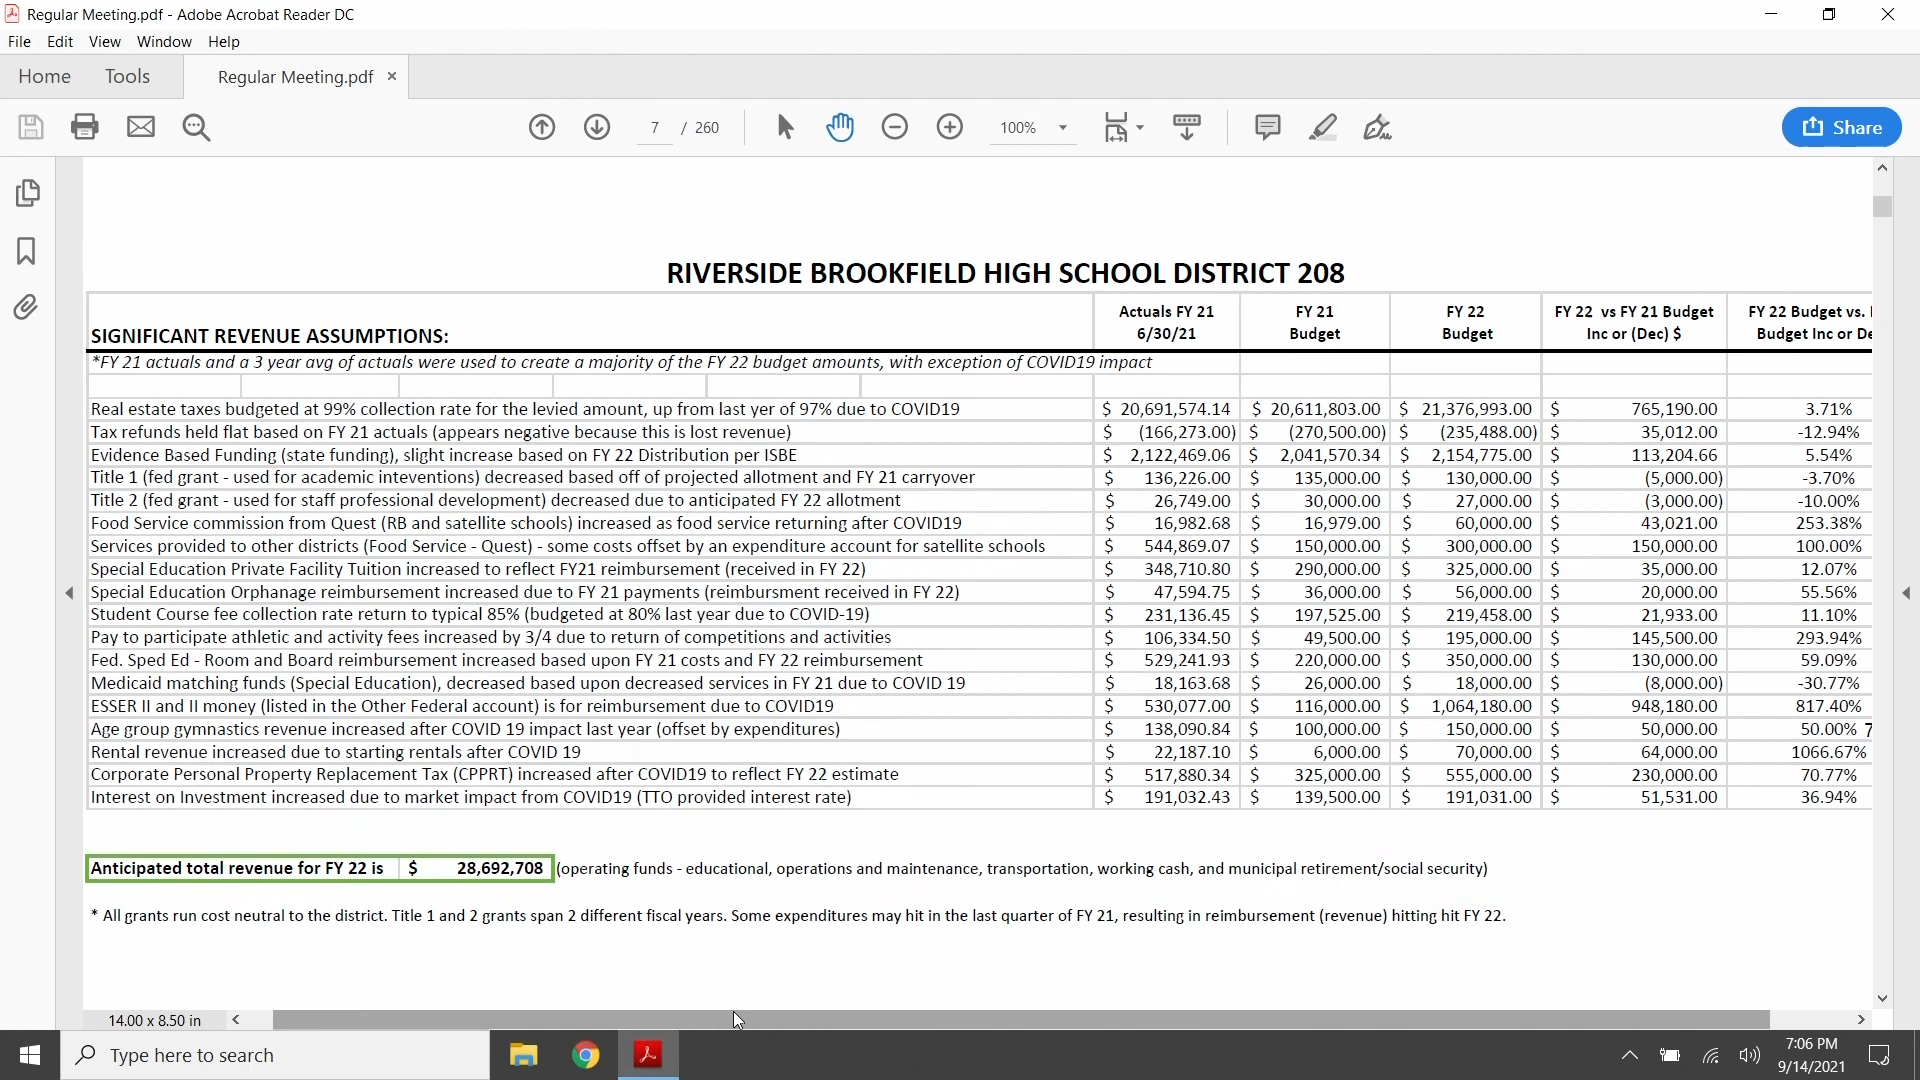 Regular Meeting.pdf - Adobe Acrobat Reader DC
File Edit View Window Help
Home Tools Regular Meeting.pdf ×
7 / 260 100% Share
RIVERSIDE BROOKFIELD HIGH SCHOOL DISTRICT 208
SIGNIFICANT REVENUE ASSUMPTIONS: Actuals FY 21 6/30/21 FY 21 Budget FY 22 Budget FY 22 vs FY 21 Budget Inc or (Dec) $ FY 22 Budget vs. Budget Inc or
*FY 21 actuals and a 3 year avg of actuals were used to create a majority of the FY 22 budget amounts, with exception of COVID19 impact
Real estate taxes budgeted at 99% collection rate for the levied amount, up from last yer of 97% due to COVID19 $ 20,691,574.14 $ 20,611,803.00 $ 21,376,993.00 $ 765,190.00 3.71%
Tax refunds held flat based on FY 21 actuals (appears negative because this is lost revenue) $ (166,273.00) $ (270,500.00) $ (235,488.00) $ 35,012.00 -12.94%
Evidence Based Funding (state funding), slight increase based on FY 22 Distribution per ISBE $ 2,122,469.06 $ 2,041,570.34 $ 2,154,775.00 $ 113,204.66 5.54%
Title 1 (fed grant - used for academic inteventions) decreased based off of projected allotment and FY 21 carryover $ 136,226.00 $ 135,000.00 $ 130,000.00 $ (5,000.00) -3.70%
Title 2 (fed grant - used for staff professional development) decreased due to anticipated FY 22 allotment $ 26,749.00 $ 30,000.00 $ 27,000.00 $ (3,000.00) -10.00%
Food Service commission from Quest (RB and satellite schools) increased as food service returning after COVID19 $ 16,982.68 $ 16,979.00 $ 60,000.00 $ 43,021.00 253.38%
Services provided to other districts (Food Service - Quest) - some costs offset by an expenditure account for satellite schools $ 544,869.07 $ 150,000.00 $ 300,000.00 $ 150,000.00 100.00%
Special Education Private Facility Tuition increased to reflect FY21 reimbursement (received in FY 22) $ 348,710.80 $ 290,000.00 $ 325,000.00 $ 35,000.00 12.07%
Special Education Orphanage reimbursement increased due to FY 21 payments (reimbursment received in FY 22) $ 47,594.75 $ 36,000.00 $ 56,000.00 $ 20,000.00 55.56%
Student Course fee collection rate return to typical 85% (budgeted at 80% last year due to COVID-19) $ 231,136.45 $ 197,525.00 $ 219,458.00 $ 21,933.00 11.10%
Pay to participate athletic and activity fees increased by 3/4 due to return of competitions and activities $ 106,334.50 $ 49,500.00 $ 195,000.00 $ 145,500.00 293.94%
Fed. Sped Ed - Room and Board reimbursement increased based upon FY 21 costs and FY 22 reimbursement $ 529,241.93 $ 220,000.00 $ 350,000.00 $ 130,000.00 59.09%
Medicaid matching funds (Special Education), decreased based upon decreased services in FY 21 due to COVID 19 $ 18,163.68 $ 26,000.00 $ 18,000.00 $ (8,000.00) -30.77%
ESSER II and II money (listed in the Other Federal account) is for reimbursement due to COVID19 $ 530,077.00 $ 116,000.00 $ 1,064,180.00 $ 948,180.00 817.40%
Age group gymnastics revenue increased after COVID 19 impact last year (offset by expenditures) $ 138,090.84 $ 100,000.00 $ 150,000.00 $ 50,000.00 50.00% 7
Rental revenue increased due to starting rentals after COVID 19 $ 22,187.10 $ 6,000.00 $ 70,000.00 $ 64,000.00 1066.67%
Corporate Personal Property Replacement Tax (CPPRT) increased after COVID19 to reflect FY 22 estimate $ 517,880.34 $ 325,000.00 $ 555,000.00 $ 230,000.00 70.77%
Interest on Investment increased due to market impact from COVID19 (TTO provided interest rate) $ 191,032.43 $ 139,500.00 $ 191,031.00 $ 51,531.00 36.94%
Anticipated total revenue for FY 22 is $ 28,692,708 (operating funds - educational, operations and maintenance, transportation, working cash, and municipal retirement/social security)
* All grants run cost neutral to the district. Title 1 and 2 grants span 2 different fiscal years. Some expenditures may hit in the last quarter of FY 21, resulting in reimbursement (revenue) hitting hit FY 22.
14.00 x 8.50 in
Type here to search
7:06 PM
9/14/2021